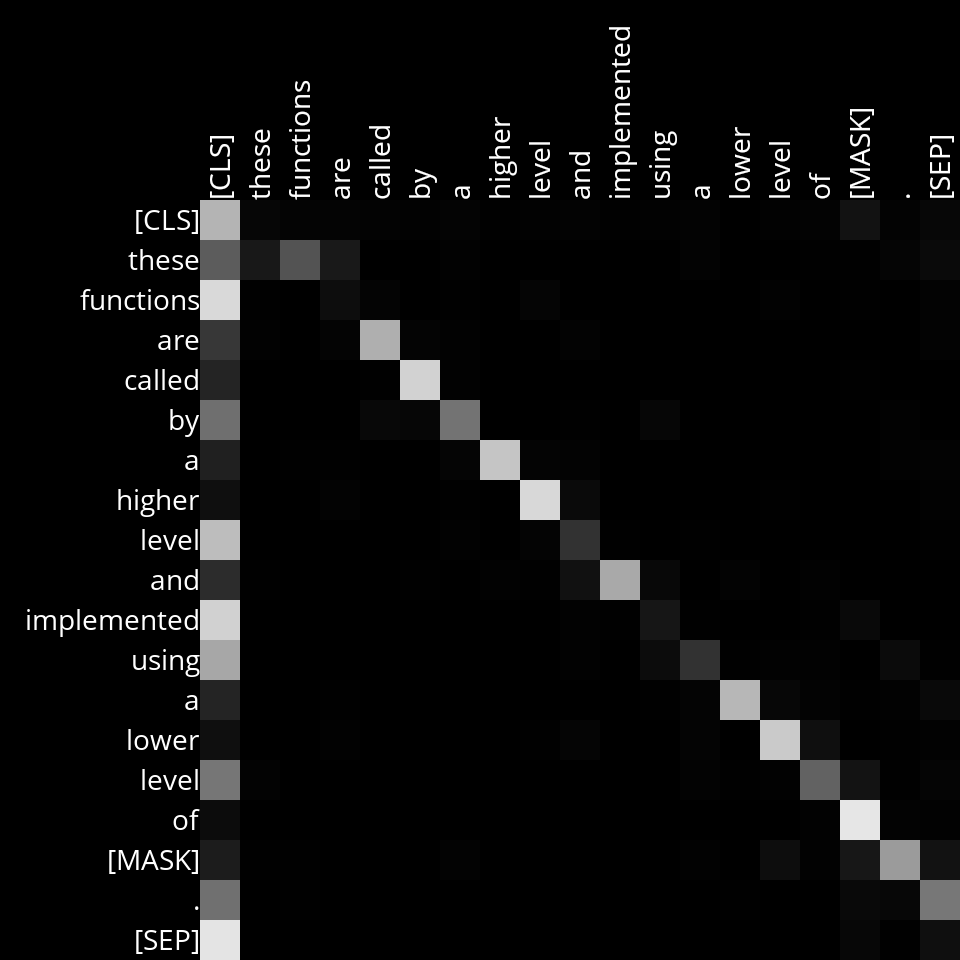 [CLS]
these
functions
are
called
by
a
higher
level
and
implemented
using
a
lower
level
of
[MASK]
.
[SEP]
[CLS]
these
functions
are
called
by
a
higher
level
and
implemented
using
a
lower
level
of
[MASK]
.
[SEP]